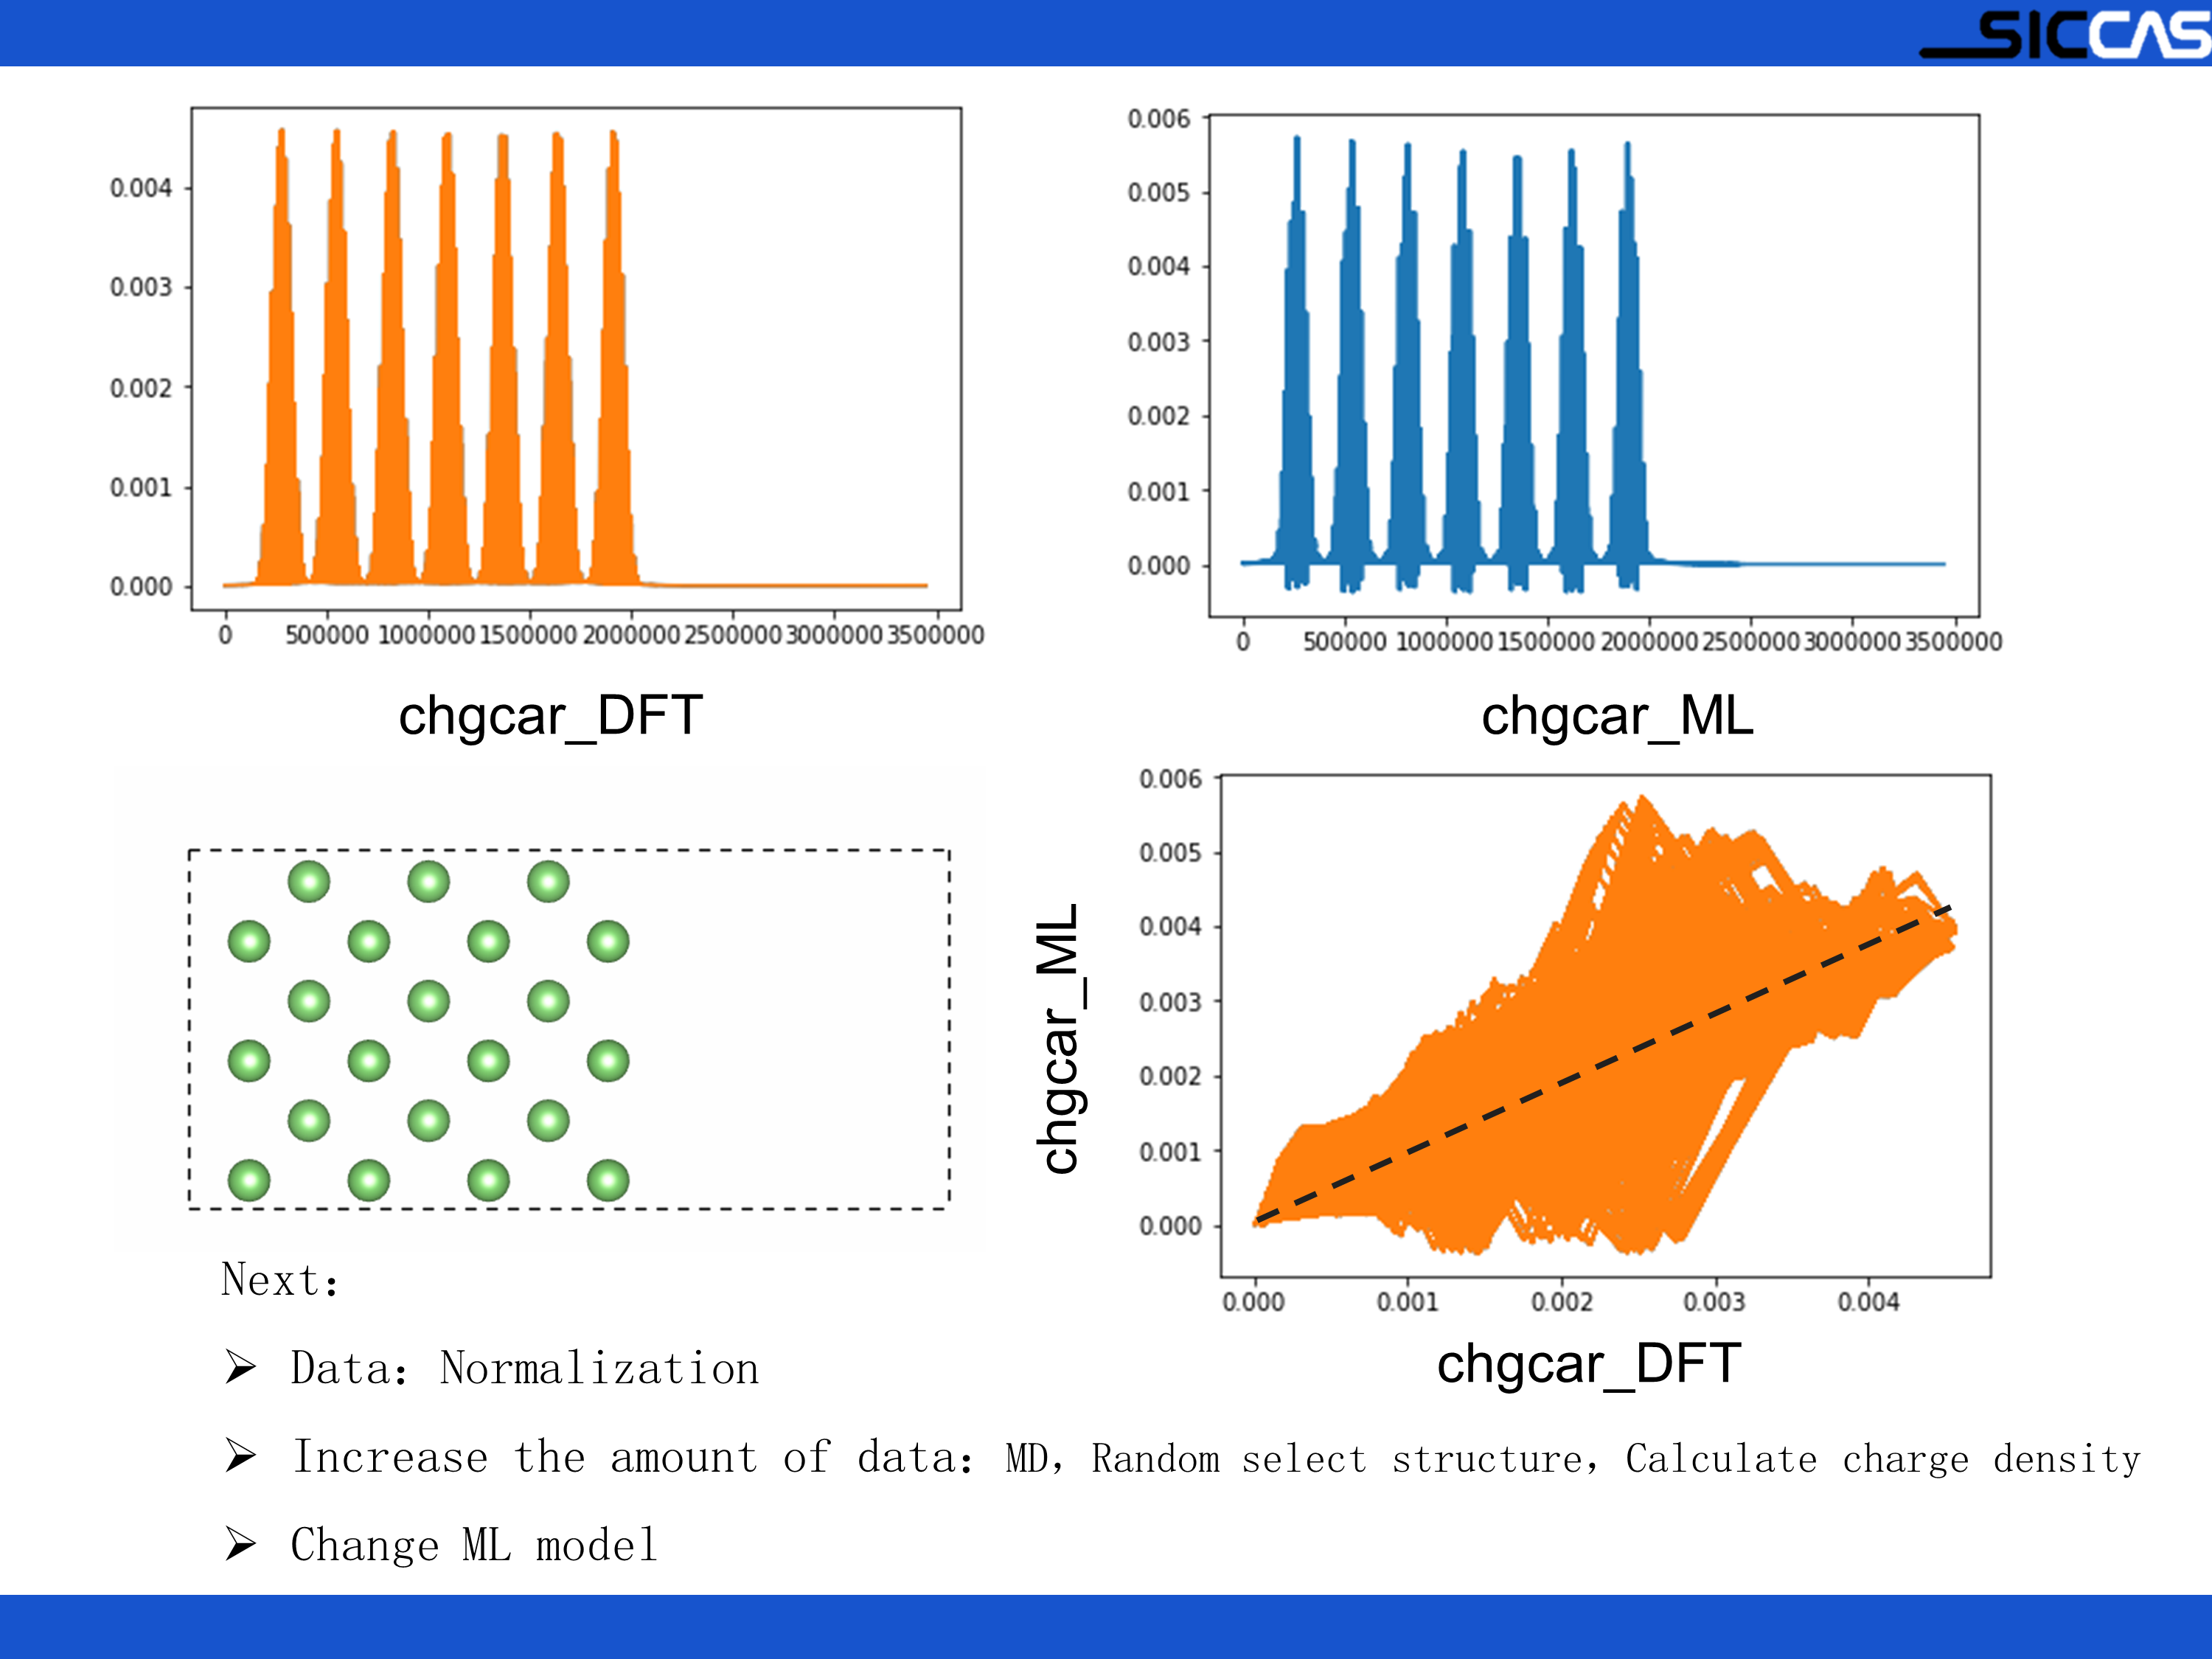 SICCAS
0.004
0.003
0.002
0.001
0.000
0 500000 1000000 1500000 2000000 2500000 3000000 3500000
chgcar_DFT
0.006
0.005
0.004
0.003
0.002
0.001
0.000
0 500000 1000000 1500000 2000000 2500000 3000000 3500000
chgcar_ML
chgcar_ML
0.006
0.005
0.004
0.003
0.002
0.001
0.000
0.000 0.001 0.002 0.003 0.004
chgcar_DFT
Next：
➢ Data：Normalization
➢ Increase the amount of data：MD，Random select structure，Calculate charge density
➢ Change ML model